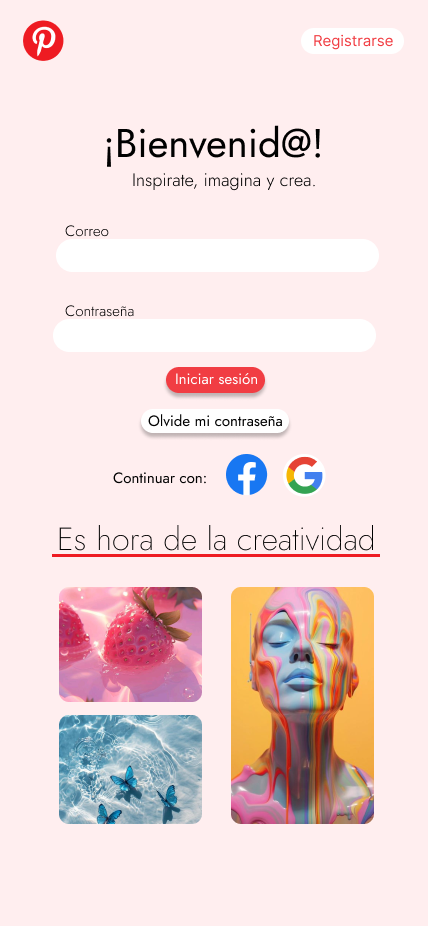 Registrarse
¡Bienvenid@!
Inspirate, imagina y crea.
Correo
Contraseña
Iniciar sesión
Olvide mi contraseña
Continuar con:
Es hora de la creatividad